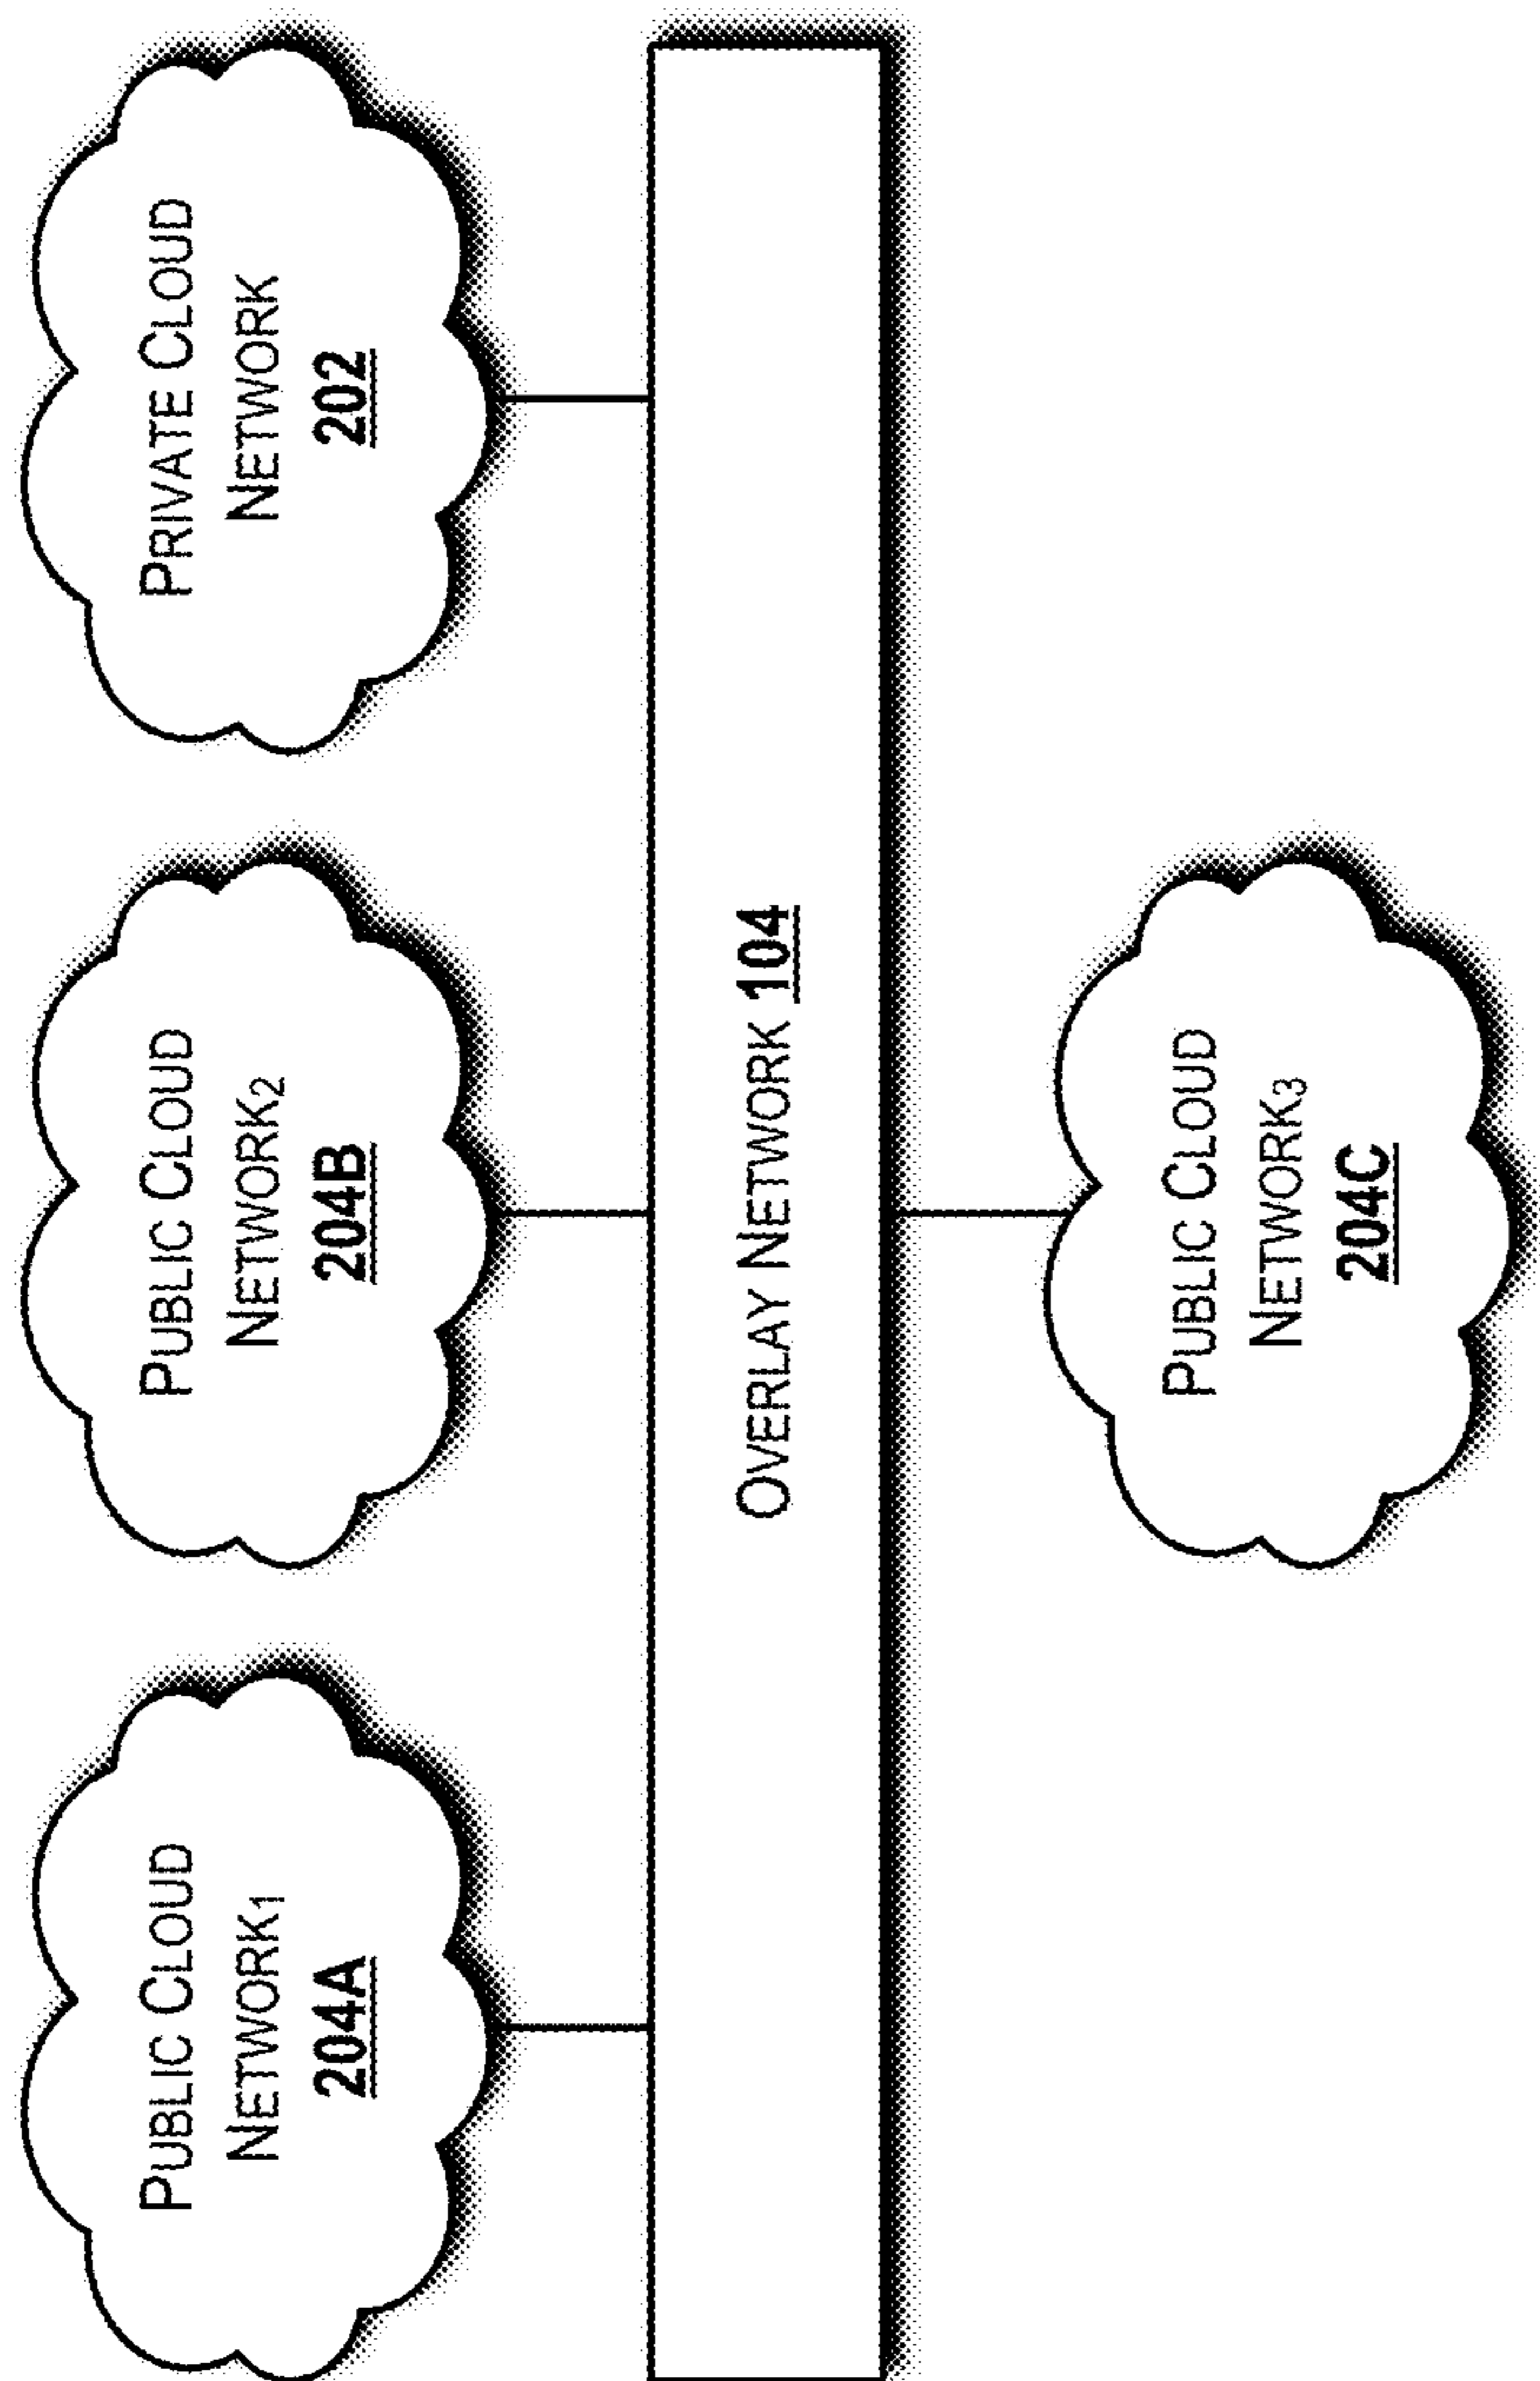 PUBLIC CLOUD
NETWORK₁
204A
PUBLIC CLOUD
NETWORK₂
204B
PRIVATE CLOUD
NETWORK
202
OVERLAY NETWORK 104
PUBLIC CLOUD
NETWORK₃
204C